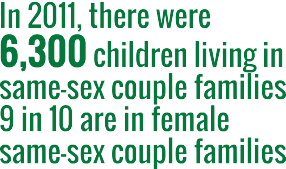 In 2011, there were
6,300 children living in
same-sex couple families
9 in 10 are in female
same-sex couple families